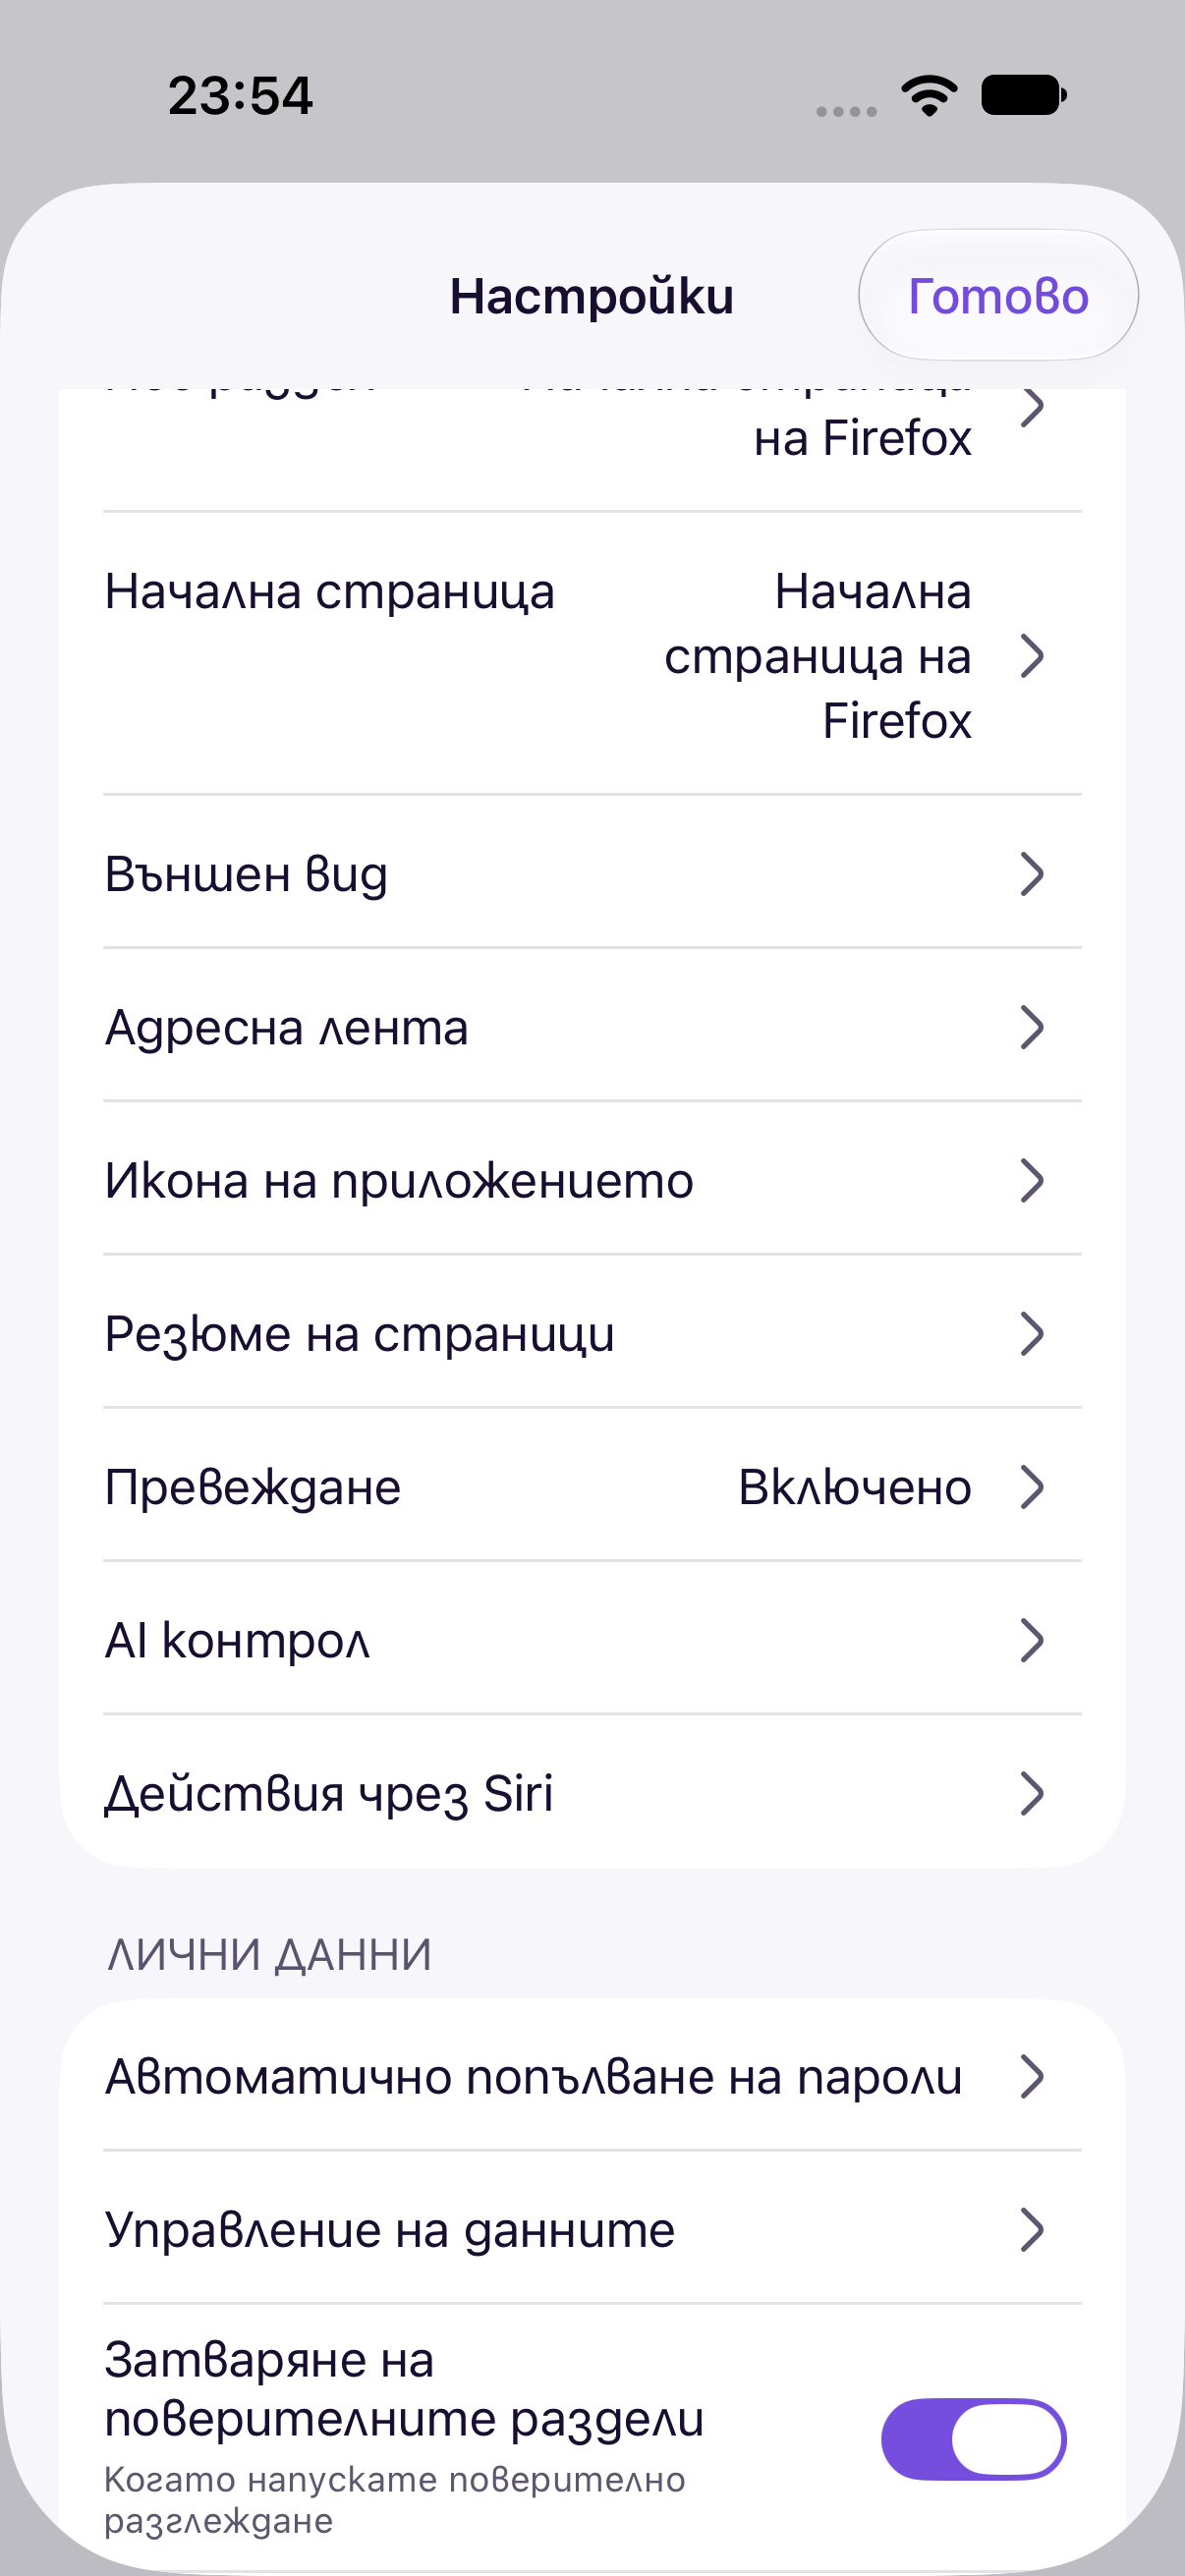 23:54
Настройки
Готово
на Firefox
Начална страница
Начална
страница на
Firefox
Външен вид
Адресна лента
Икона на приложението
Резюме на страници
Превеждане
Включено
AI контрол
Действия чрез Siri
ЛИЧНИ ДАННИ
Автоматично попълване на пароли
Управление на данните
Затваряне на
поверителните раздели
Когато напускате поверително
разглеждане